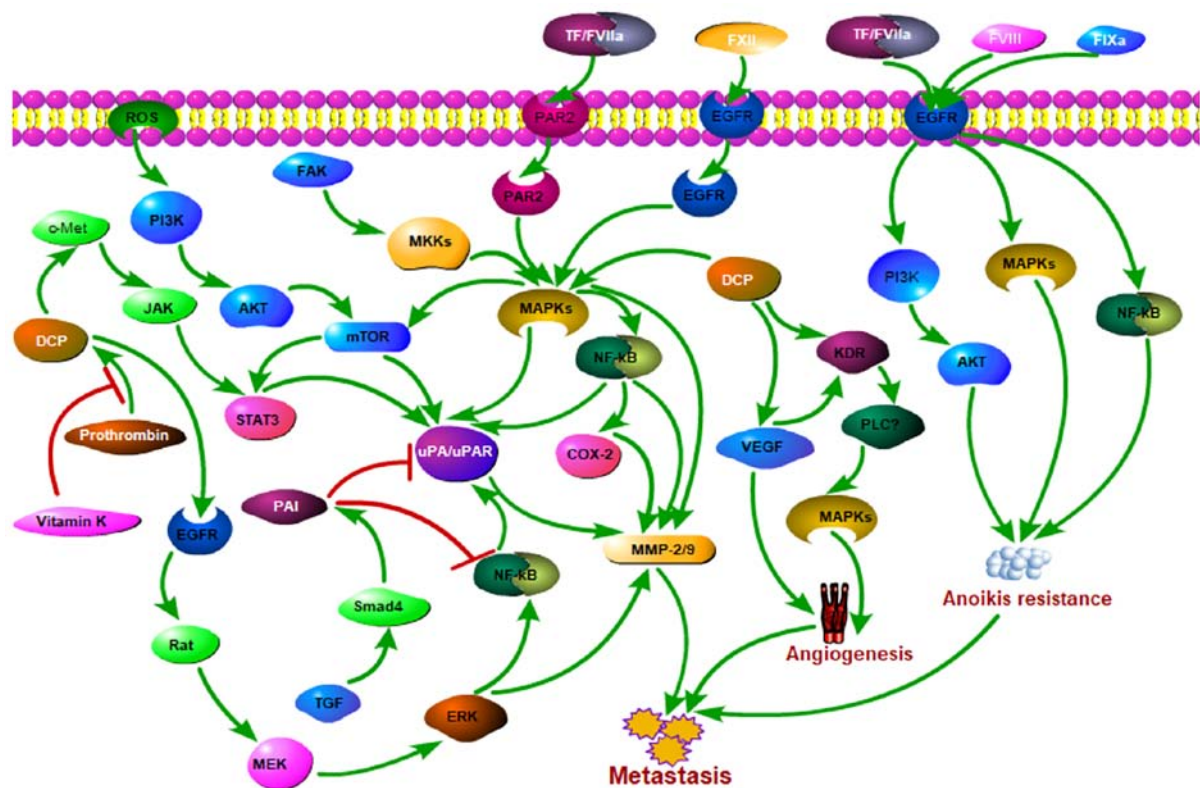 TF/FVIIa
FXII
TF/FVIIa
FVIII
FIXa
ROS
PAR2
EGFR
EGFR
FAK
PAR2
EGFR
PI3K
c-Met
MKKs
MAPKs
DCP
PI3K
MAPKs
JAK
AKT
MAPKs
NF-kB
DCP
mTOR
NF-kB
KDR
AKT
STAT3
Prothrombin
PLC?
uPA/uPAR
COX-2
VEGF
PAI
Vitamin K
EGFR
MAPKs
MMP-2/9
NF-kB
Smad4
Anoikis resistance
Rat
Angiogenesis
TGF
ERK
MEK
Metastasis